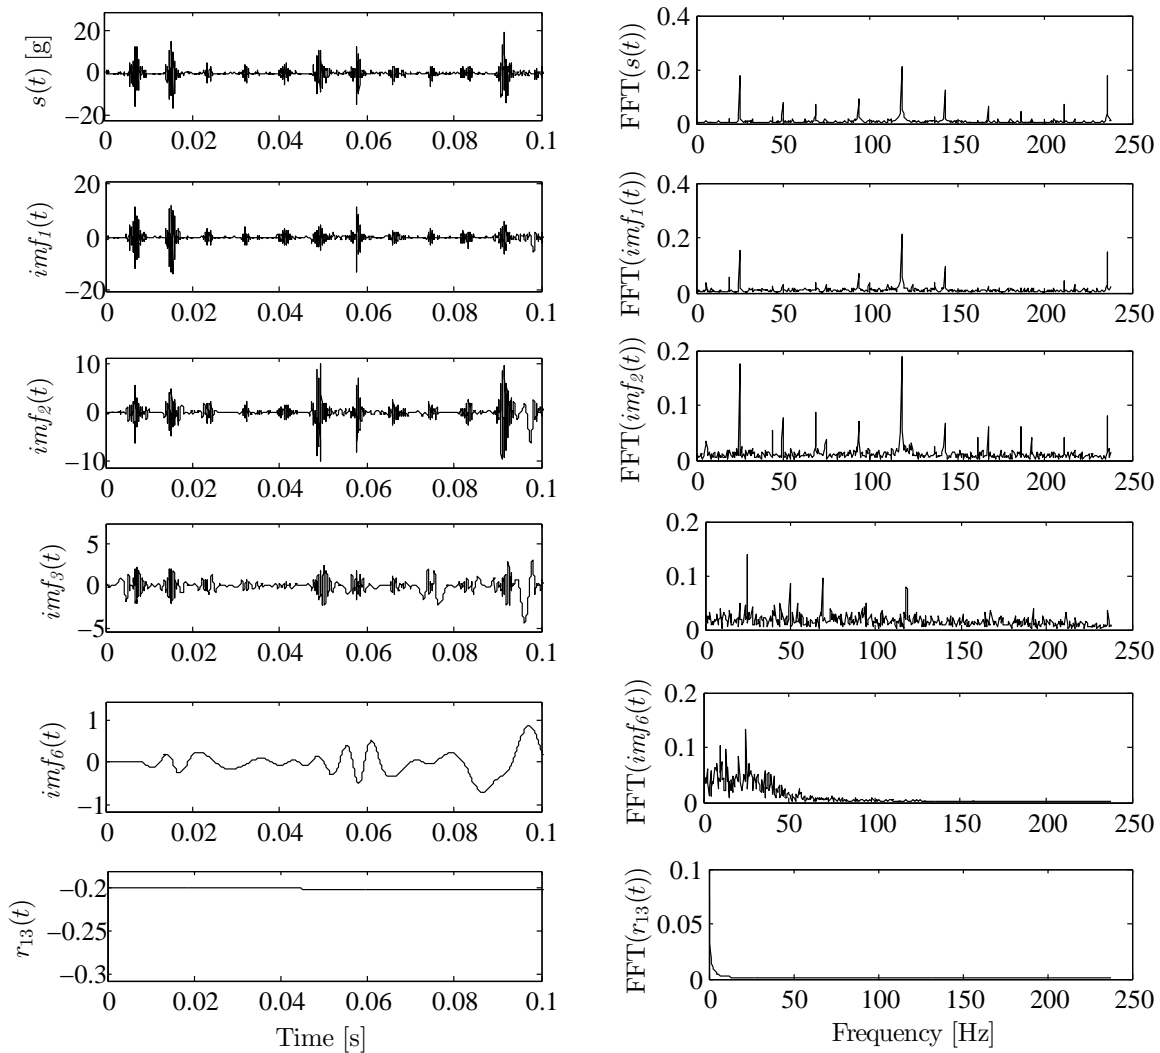 s(t) [g]
20
0
−20
0 0.02 0.04 0.06 0.08 0.1
FFT(s(t))
0.4
0.2
0
0 50 100 150 200 250
imf1(t)
20
0
−20
0 0.02 0.04 0.06 0.08 0.1
FFT(imf1(t))
0.4
0.2
0
0 50 100 150 200 250
imf2(t)
10
0
−10
0 0.02 0.04 0.06 0.08 0.1
FFT(imf2(t))
0.2
0.1
0
0 50 100 150 200 250
imf3(t)
5
0
−5
0 0.02 0.04 0.06 0.08 0.1
0.2
0.1
0
0 50 100 150 200 250
imf6(t)
1
0
−1
0 0.02 0.04 0.06 0.08 0.1
FFT(imf6(t))
0.2
0.1
0
0 50 100 150 200 250
r13(t)
−0.2
−0.25
−0.3
0 0.02 0.04 0.06 0.08 0.1
Time [s]
FFT(r13(t))
0.1
0.05
0
0 50 100 150 200 250
Frequency [Hz]